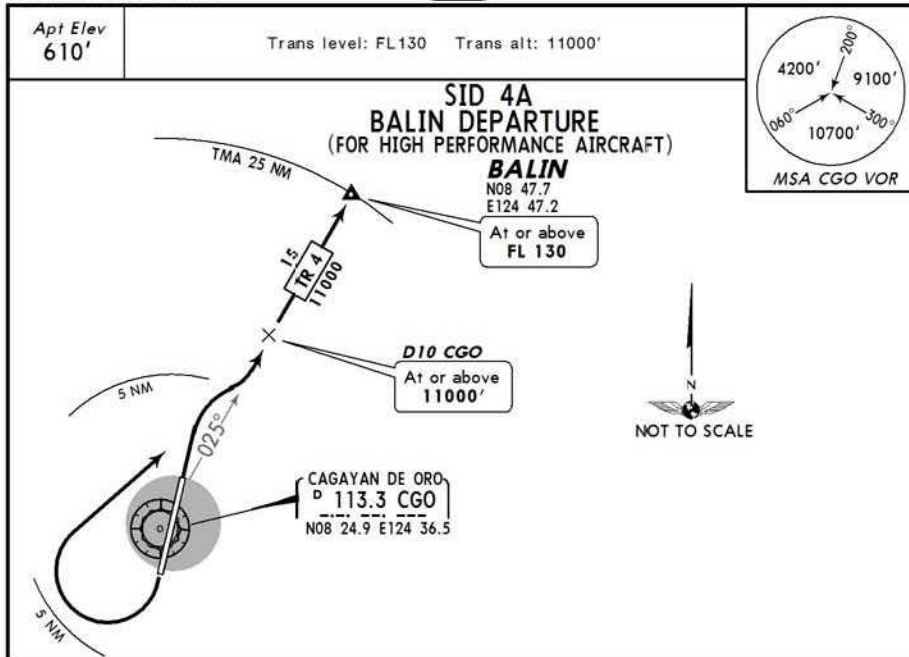 Apt Elev
610'
Trans level: FL130 Trans alt: 11000'
200°
4200'
9100'
060°
300°
10700'
MSA CGO VOR
SID 4A
BALIN DEPARTURE
(FOR HIGH PERFORMANCE AIRCRAFT)
BALIN
N08 47.7
E124 47.2
At or above
FL 130
TMA 25 NM
15
TR 4
11000
D10 CGO
At or above
11000'
5 NM
025°
N
NOT TO SCALE
CAGAYAN DE ORO
D 113.3 CGO
N08 24.9 E124 36.5
5 NM